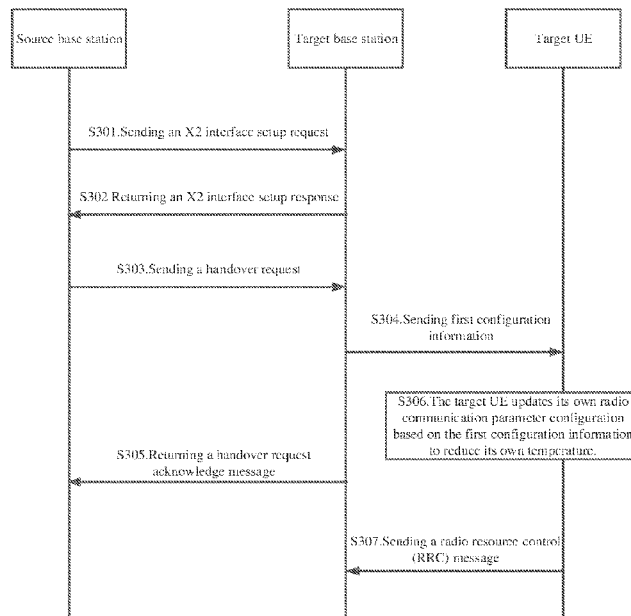 Source base station
Target base station
Target UE
S301.Sending an X2 interface setup request
S302 Returning an X2 interface setup response
S303.Sending a handover request
S304.Sending first configuration
information
S306.The target UE updates its own radio
communication parameter configuration
based on the first configuration information
to reduce its own temperature.
S305.Returning a handover request
acknowledge message
S307.Sending a radio resource control
(RRC) message